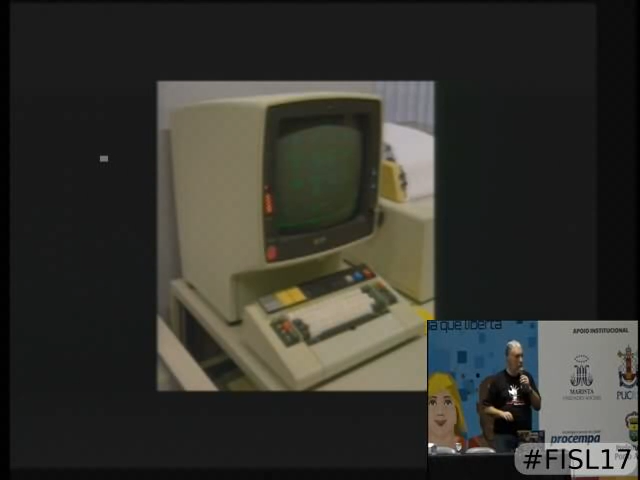 a que liberta
APOIO INSTITUCIONAL
MARISTA
PUC
procempa
#FISL17